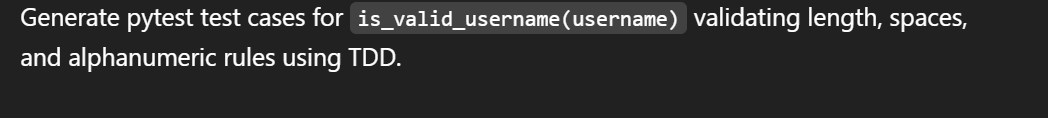 Generate pytest test cases for is_valid_username(username) validating length, spaces,
and alphanumeric rules using TDD.